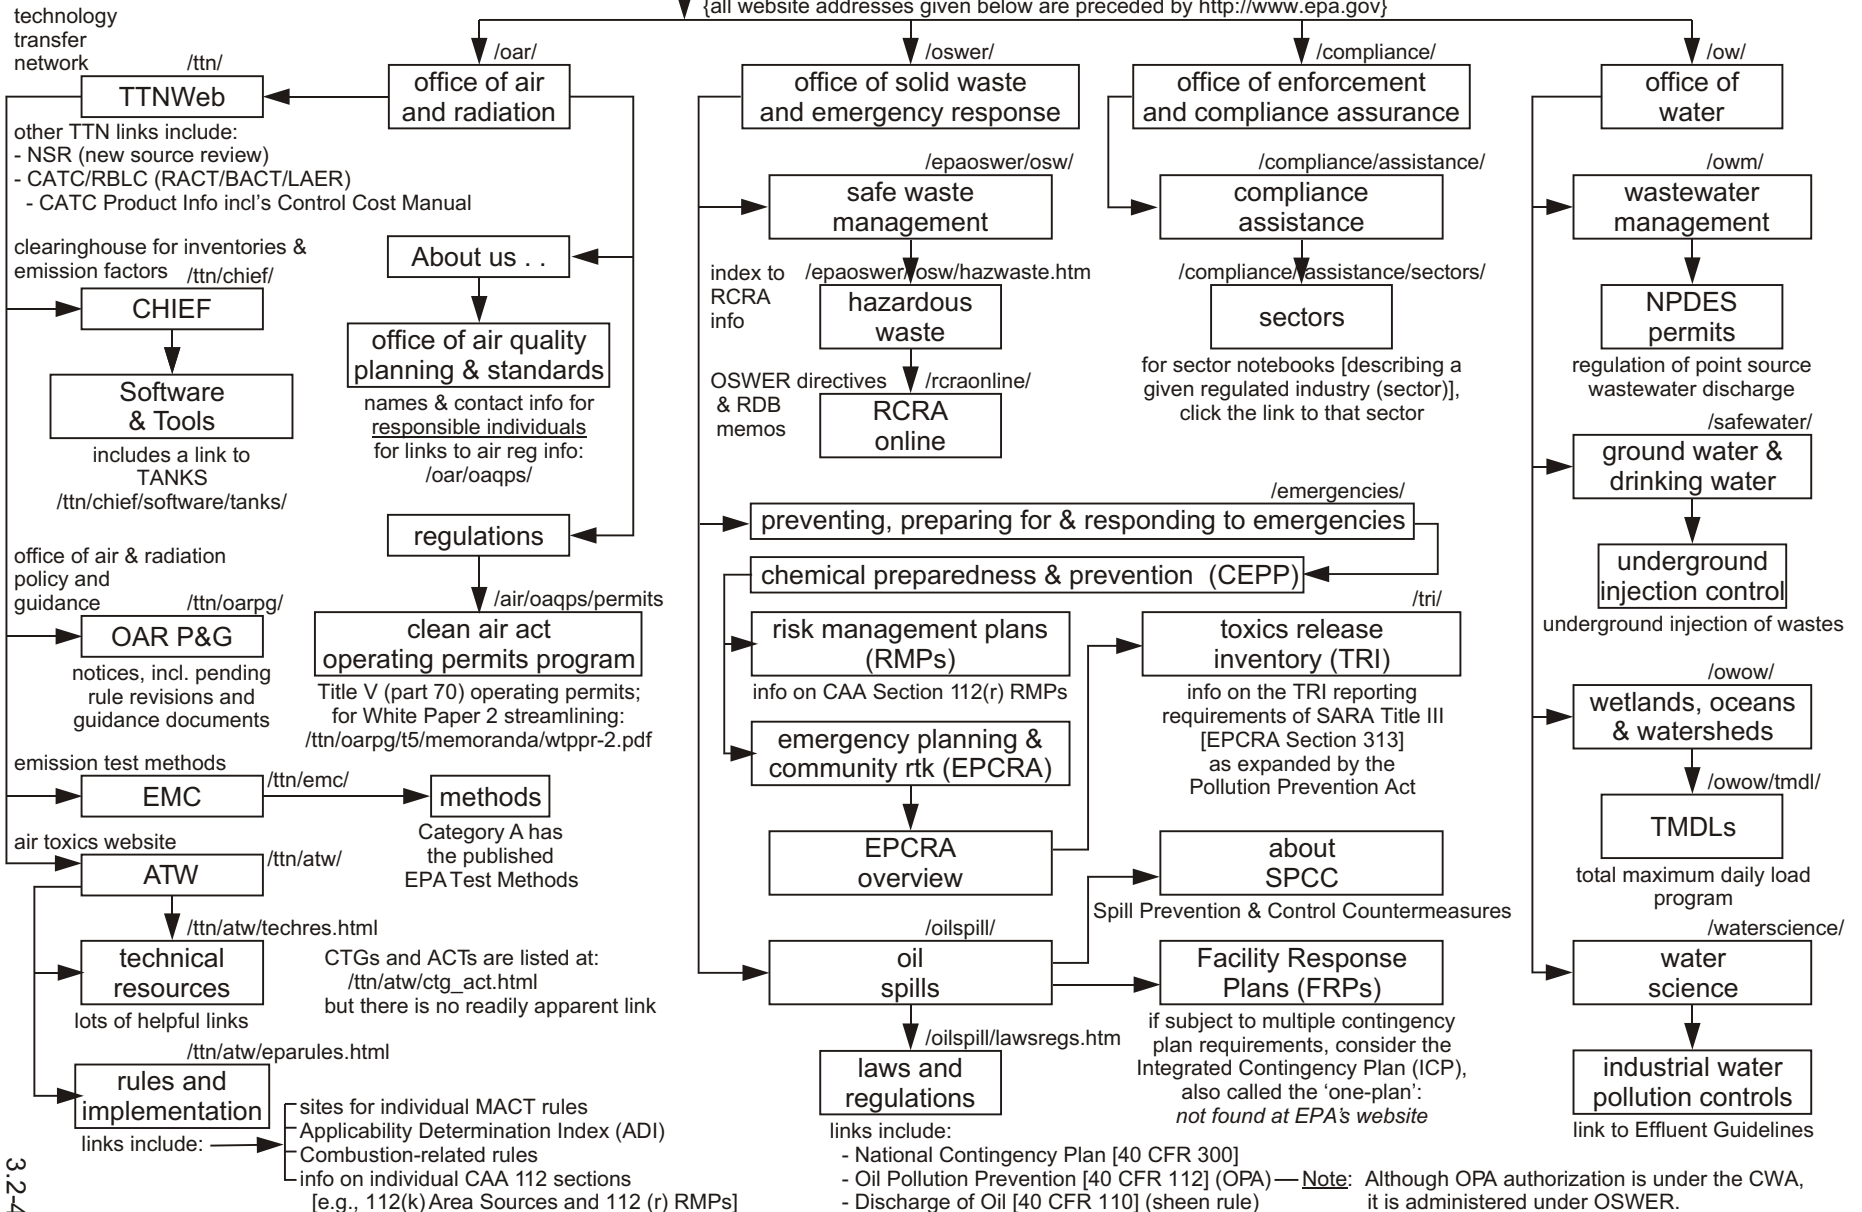 {all website addresses given below are preceded by http://www.epa.gov}
technology
transfer
network
/ttn/
TTNWeb
other TTN links include:
- NSR (new source review)
- CATC/RBLC (RACT/BACT/LAER)
- CATC Product Info incl's Control Cost Manual
clearinghouse for inventories &
emission factors
/ttn/chief/
CHIEF
Software
& Tools
includes a link to
TANKS
/ttn/chief/software/tanks/
office of air & radiation
policy and
guidance
/ttn/oarpg/
OAR P&G
notices, incl. pending
rule revisions and
guidance documents
emission test methods
EMC
/ttn/emc/
methods
Category A has
the published
EPA Test Methods
air toxics website
ATW
/ttn/atw/
/ttn/atw/techres.html
technical
resources
lots of helpful links
CTGs and ACTs are listed at:
/ttn/atw/ctg_act.html
but there is no readily apparent link
/ttn/atw/eparules.html
rules and
implementation
links include:
sites for individual MACT rules
Applicability Determination Index (ADI)
Combustion-related rules
info on individual CAA 112 sections
[e.g., 112(k) Area Sources and 112 (r) RMPs]
3.2-4
/oar/
office of air
and radiation
About us . .
office of air quality
planning & standards
names & contact info for
responsible individuals
for links to air reg info:
/oar/oaqps/
regulations
/air/oaqps/permits
clean air act
operating permits program
Title V (part 70) operating permits;
for White Paper 2 streamlining:
/ttn/oarpg/t5/memoranda/wtppr-2.pdf
/oswer/
office of solid waste
and emergency response
/epaoswer/osw/
safe waste
management
index to
RCRA
info
/epaoswer/osw/hazwaste.htm
hazardous
waste
OSWER directives
& RDB
memos
/rcraonline/
RCRA
online
/emergencies/
preventing, preparing for & responding to emergencies
chemical preparedness & prevention (CEPP)
risk management plans
(RMPs)
info on CAA Section 112(r) RMPs
emergency planning &
community rtk (EPCRA)
EPCRA
overview
/tri/
toxics release
inventory (TRI)
info on the TRI reporting
requirements of SARA Title III
[EPCRA Section 313]
as expanded by the
Pollution Prevention Act
/oilspill/
oil
spills
about
SPCC
Spill Prevention & Control Countermeasures
Facility Response
Plans (FRPs)
if subject to multiple contingency
plan requirements, consider the
Integrated Contingency Plan (ICP),
also called the ‘one-plan’:
not found at EPA's website
/oilspill/lawsregs.htm
laws and
regulations
links include:
- National Contingency Plan [40 CFR 300]
- Oil Pollution Prevention [40 CFR 112] (OPA)
- Discharge of Oil [40 CFR 110] (sheen rule)
Note: Although OPA authorization is under the CWA,
it is administered under OSWER.
/compliance/
office of enforcement
and compliance assurance
/compliance/assistance/
compliance
assistance
/compliance/assistance/sectors/
sectors
for sector notebooks [describing a
given regulated industry (sector)],
click the link to that sector
/ow/
office of
water
/owm/
wastewater
management
NPDES
permits
regulation of point source
wastewater discharge
/safewater/
ground water &
drinking water
underground
injection control
underground injection of wastes
/owow/
wetlands, oceans
& watersheds
/owow/tmdl/
TMDLs
total maximum daily load
program
/waterscience/
water
science
industrial water
pollution controls
link to Effluent Guidelines